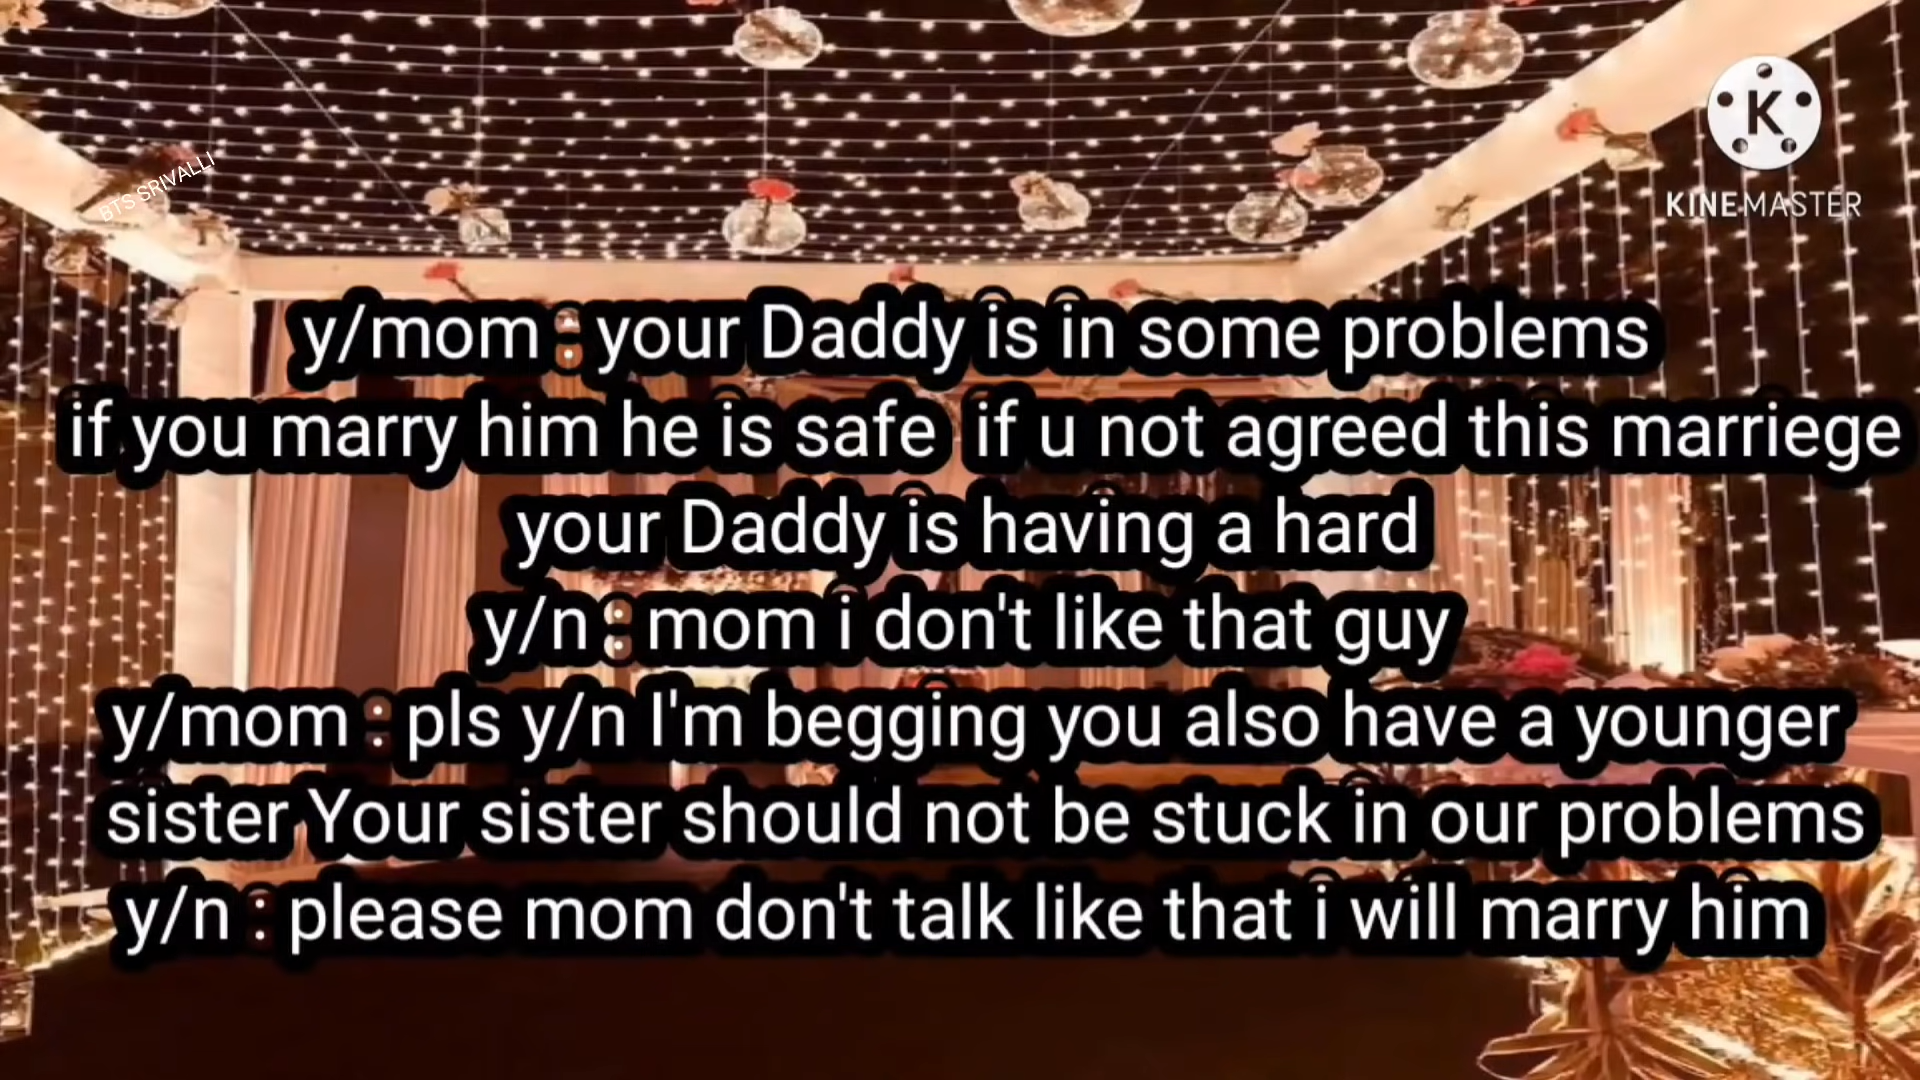 BTS SRIVALLI
K
KINEMASTER
y/mom : your Daddy is in some problems
if you marry him he is safe if u not agreed this marriege
your Daddy is having a hard
y/n : mom i don't like that guy
y/mom : pls y/n I'm begging you also have a younger
sister Your sister should not be stuck in our problems
y/n : please mom don't talk like that i will marry him